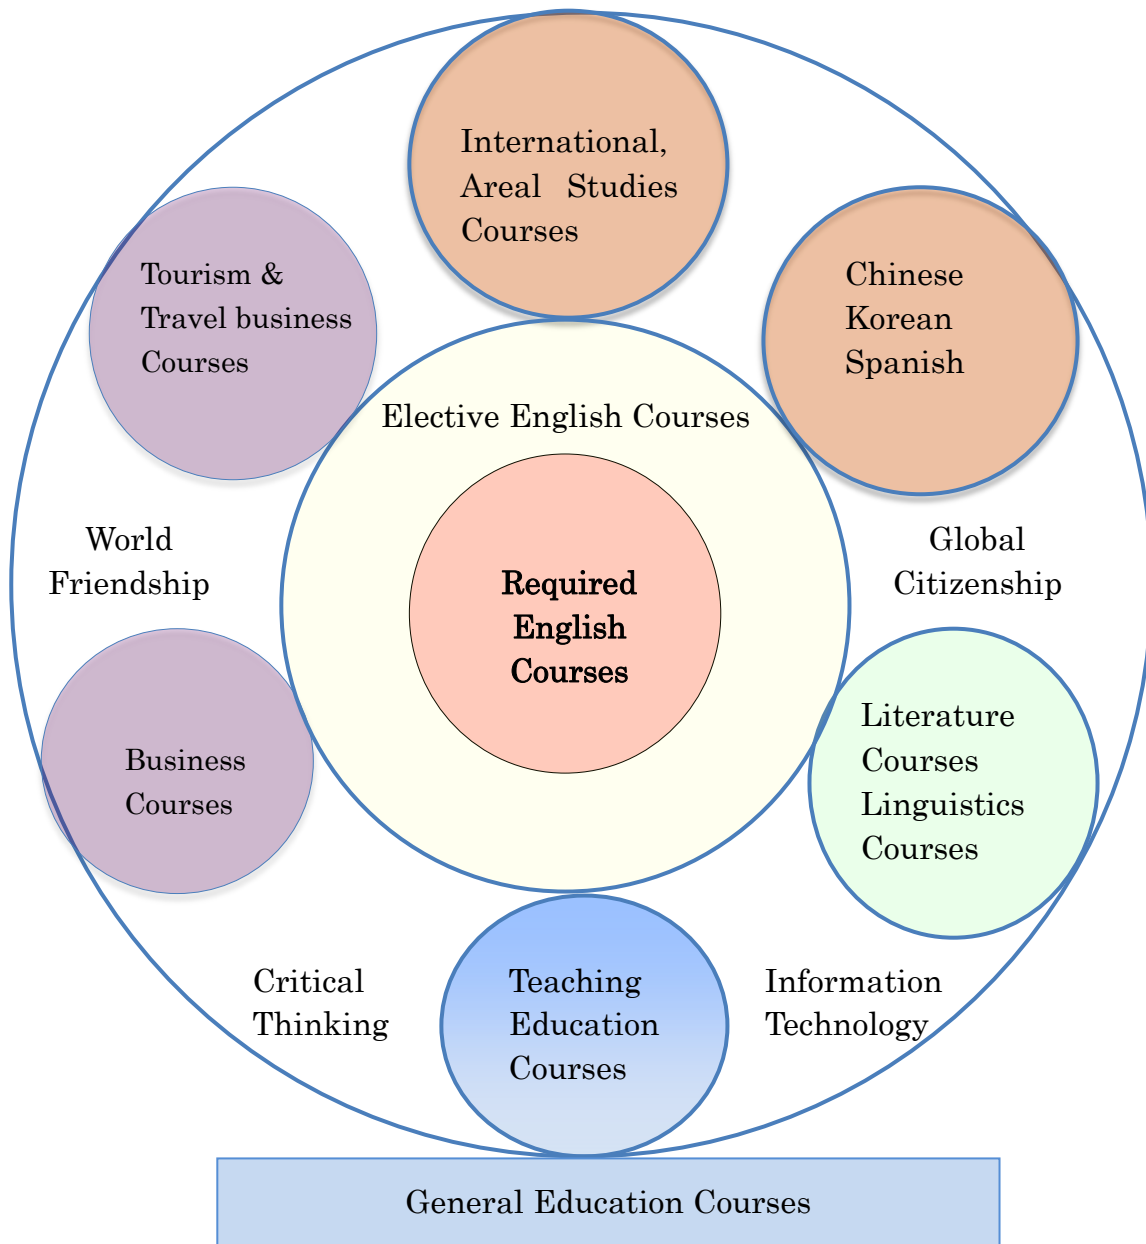 International,
Areal Studies
Courses
Tourism &
Travel business
Courses
Chinese
Korean
Spanish
Elective English Courses
World
Friendship
Required
English
Courses
Global
Citizenship
Business
Courses
Literature
Courses
Linguistics
Courses
Critical
Thinking
Teaching
Education
Courses
Information
Technology
General Education Courses